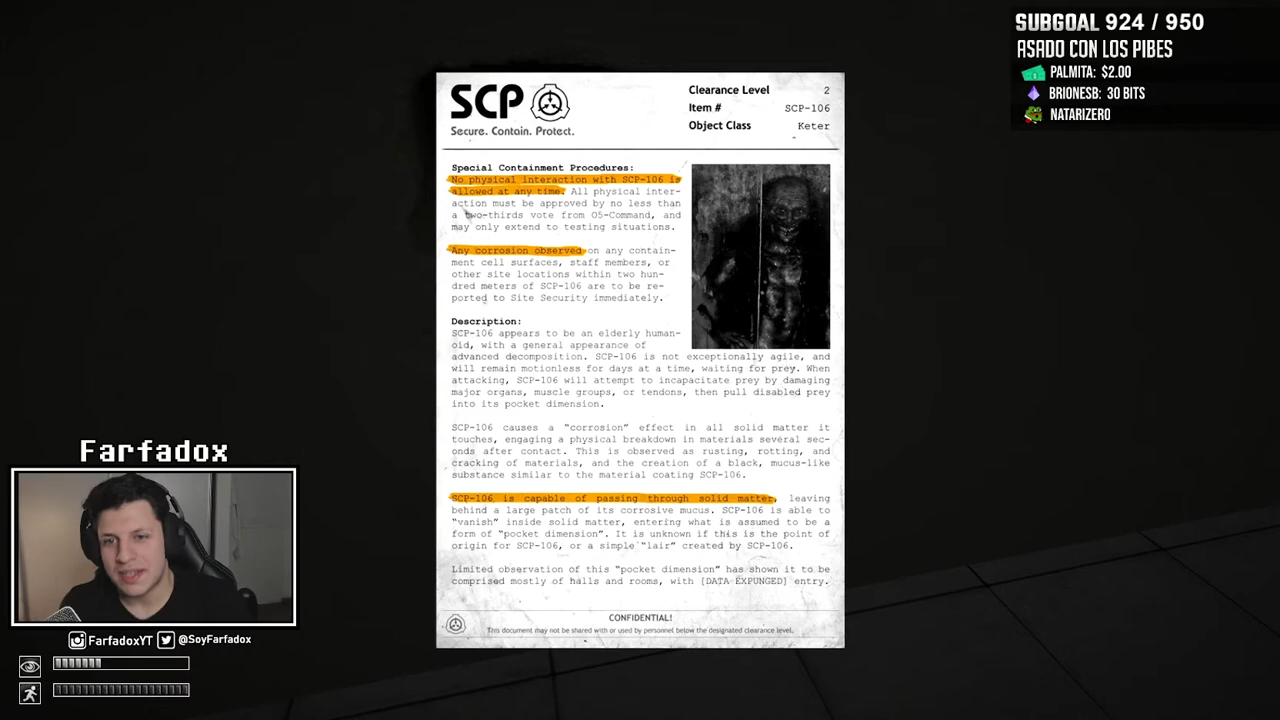 SUBGOAL 924 / 950
ASADO CON LOS PIBES
PALMITA: $2.00
BRIONESB: 30 BITS
NATARIZERO
SCP
Secure. Contain. Protect.
Clearance Level 2
Item # SCP-106
Object Class Keter
Special Containment Procedures:
No physical interaction with SCP-106 is
allowed at any time. All physical inter-
action must be approved by no less than
a two-thirds vote from O5-Command, and
may only extend to testing situations.
Any corrosion observed on any contain-
ment cell surfaces, staff members, or
other site locations within two hun-
dred meters of SCP-106 are to be re-
ported to Site Security immediately.
Description:
SCP-106 appears to be an elderly human-
oid, with a general appearance of
advanced decomposition. SCP-106 is not exceptionally agile, and
will remain motionless for days at a time, waiting for prey. When
attacking, SCP-106 will attempt to incapacitate prey by damaging
major organs, muscle groups, or tendons, then pull disabled prey
into its pocket dimension.
SCP-106 causes a "corrosion" effect in all solid matter it
touches, engaging a physical breakdown in materials several sec-
onds after contact. This is observed as rusting, rotting, and
cracking of materials, and the creation of a black, mucus-like
substance similar to the material coating SCP-106.
SCP-106 is capable of passing through solid matter, leaving
behind a large patch of its corrosive mucus. SCP-106 is able to
"vanish" inside solid matter, entering what is assumed to be a
form of "pocket dimension". It is unknown if this is the point of
origin for SCP-106, or a simple "lair" created by SCP-106.
Limited observation of this "pocket dimension" has shown it to be
comprised mostly of halls and rooms, with [DATA EXPUNGED] entry.
CONFIDENTIAL!
This document may not be shared with or used by personnel below the designated clearance level.
Farfadox
FarfadoxYT @SoyFarfadox